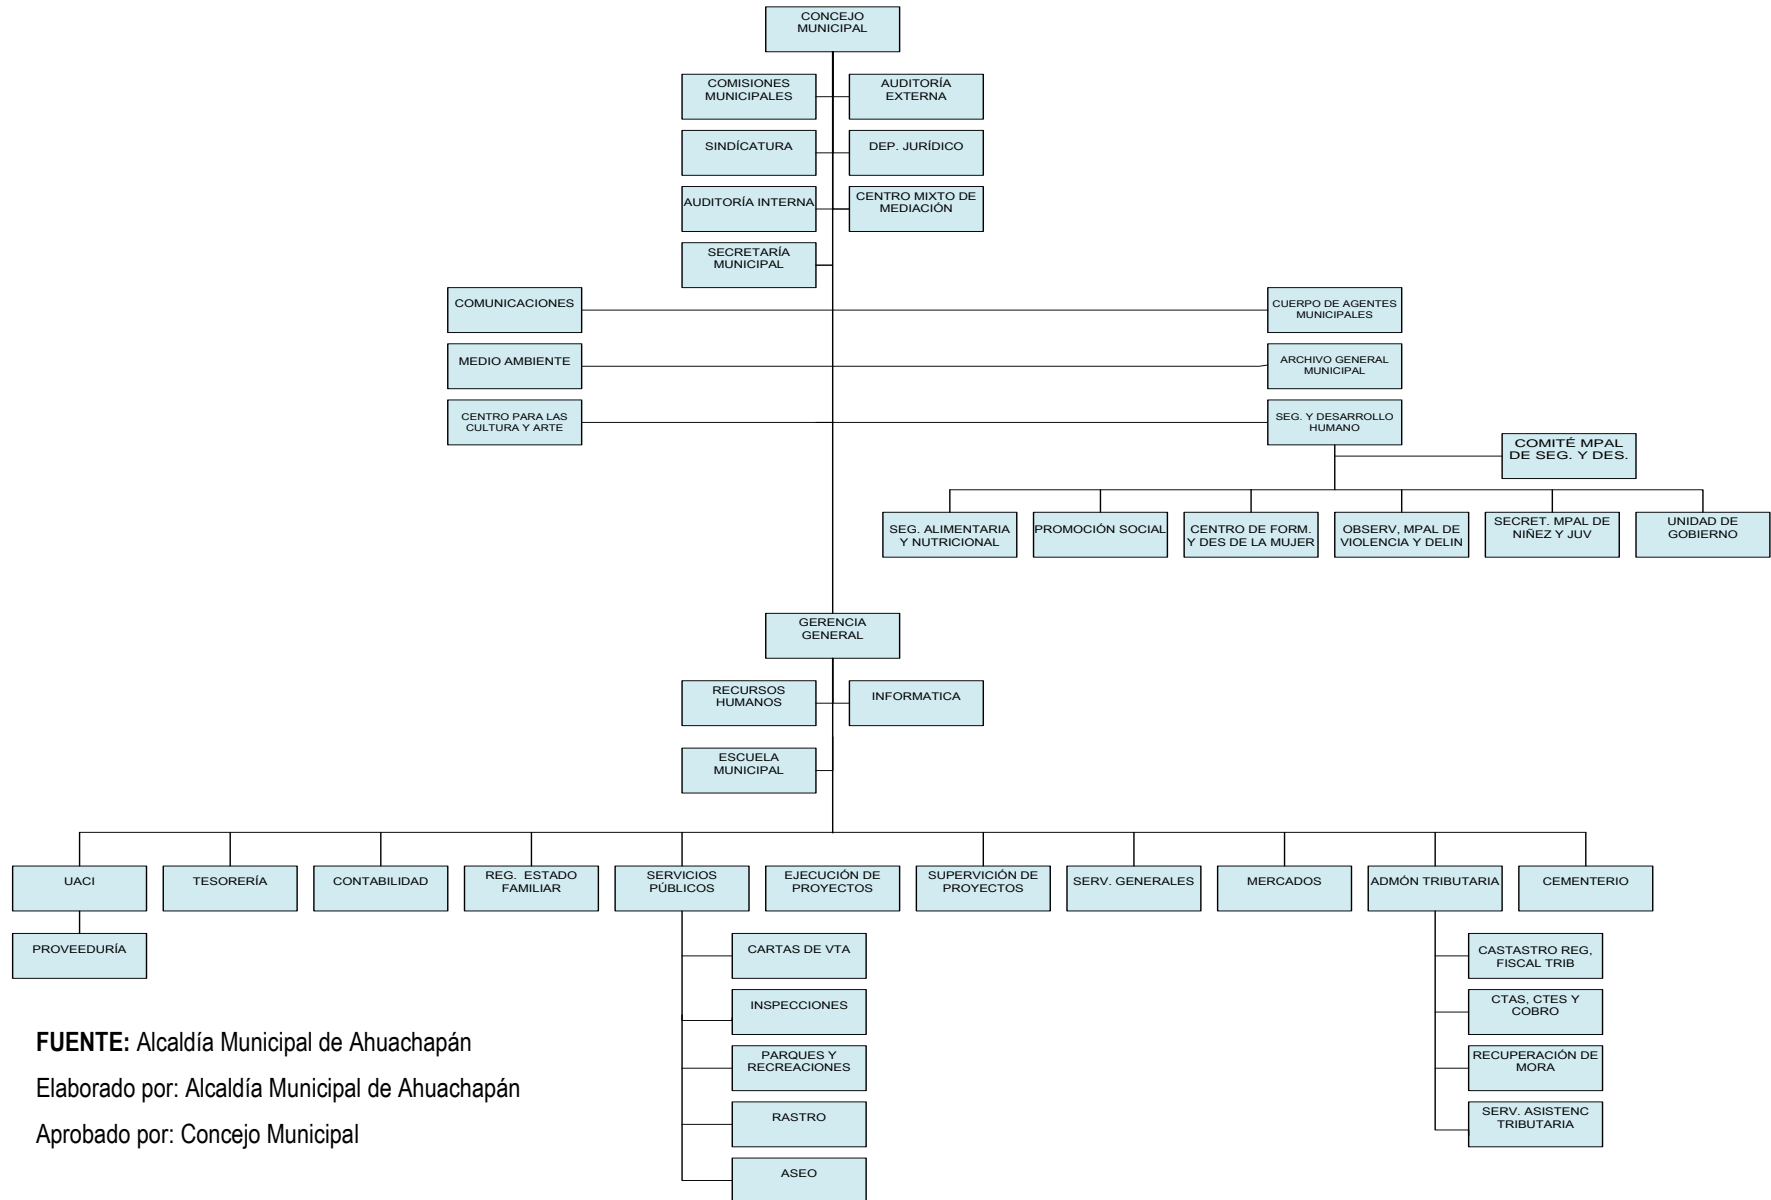 CONCEJO
MUNICIPAL
COMISIONES
MUNICIPALES
AUDITORÍA
EXTERNA
SINDÍCATURA
DEP. JURÍDICO
AUDITORÍA INTERNA
CENTRO MIXTO DE
MEDIACIÓN
SECRETARÍA
MUNICIPAL
COMUNICACIONES
CUERPO DE AGENTES
MUNICIPALES
MEDIO AMBIENTE
ARCHIVO GENERAL
MUNICIPAL
CENTRO PARA LAS
CULTURA Y ARTE
SEG. Y DESARROLLO
HUMANO
COMITÉ MPAL
DE SEG. Y DES.
SEG. ALIMENTARIA
Y NUTRICIONAL
PROMOCIÓN SOCIAL
CENTRO DE FORM.
Y DES DE LA MUJER
OBSERV, MPAL DE
VIOLENCIA Y DELIN
SECRET. MPAL DE
NIÑEZ Y JUV
UNIDAD DE
GOBIERNO
GERENCIA
GENERAL
RECURSOS
HUMANOS
INFORMATICA
ESCUELA
MUNICIPAL
UACI
TESORERÍA
CONTABILIDAD
REG. ESTADO
FAMILIAR
SERVICIOS
PÚBLICOS
EJECUCIÓN DE
PROYECTOS
SUPERVICIÓN DE
PROYECTOS
SERV. GENERALES
MERCADOS
ADMÓN TRIBUTARIA
CEMENTERIO
PROVEEDURÍA
CARTAS DE VTA
INSPECCIONES
PARQUES Y
RECREACIONES
RASTRO
ASEO
CASTASTRO REG,
FISCAL TRIB
CTAS, CTES Y
COBRO
RECUPERACIÓN DE
MORA
SERV. ASISTENC
TRIBUTARIA
FUENTE: Alcaldía Municipal de Ahuachapán
Elaborado por: Alcaldía Municipal de Ahuachapán
Aprobado por: Concejo Municipal